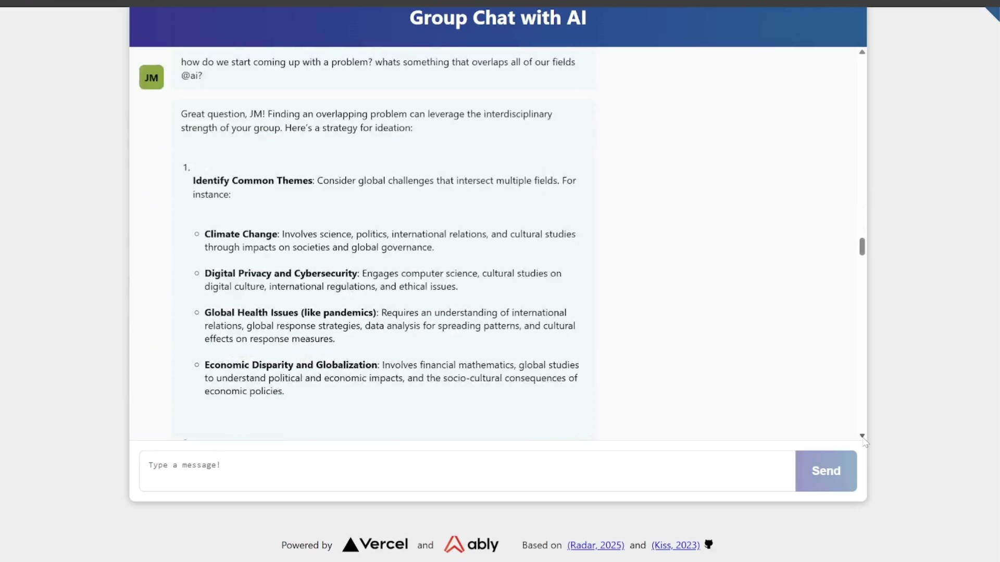 Group Chat with AI
how do we start coming up with a problem? whats something that overlaps all of our fields
@ai?
JM
Great question, JM! Finding an overlapping problem can leverage the interdisciplinary
strength of your group. Here’s a strategy for ideation:
1.
Identify Common Themes: Consider global challenges that intersect multiple fields. For
instance:
Climate Change: Involves science, politics, international relations, and cultural studies
through impacts on societies and global governance.
Digital Privacy and Cybersecurity: Engages computer science, cultural studies on
digital culture, international regulations, and ethical issues.
Global Health Issues (like pandemics): Requires an understanding of international
relations, global response strategies, data analysis for spreading patterns, and cultural
effects on response measures.
Economic Disparity and Globalization: Involves financial mathematics, global studies
to understand political and economic impacts, and the socio-cultural consequences of
economic policies.
Type a message!
Send
Powered by Vercel and ably Based on (Radar, 2025) and (Kiss, 2023)